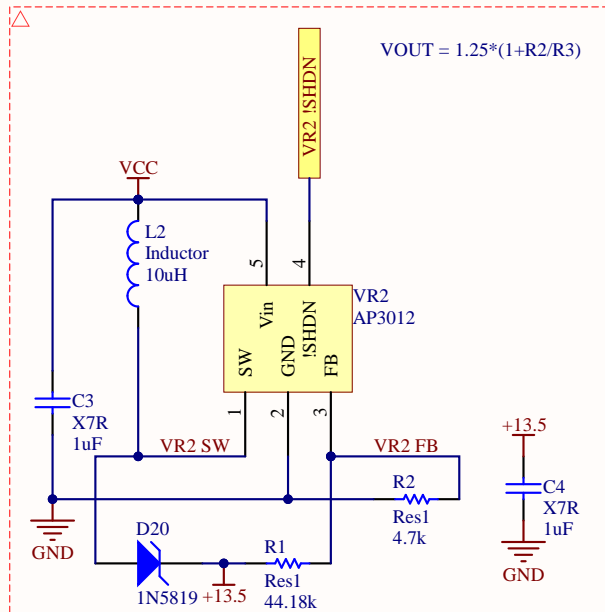 VOUT = 1.25*(1+R2/R3)
VR2 !SHDN
VCC
L2
Inductor
10uH
5
4
VR2
AP3012
Vin
!SHDN
SW
GND
FB
1
2
3
C3
X7R
1uF
VR2 SW
VR2 FB
+13.5
R2
Res1
4.7k
C4
X7R
1uF
GND
D20
1N5819
+13.5
R1
Res1
44.18k
GND